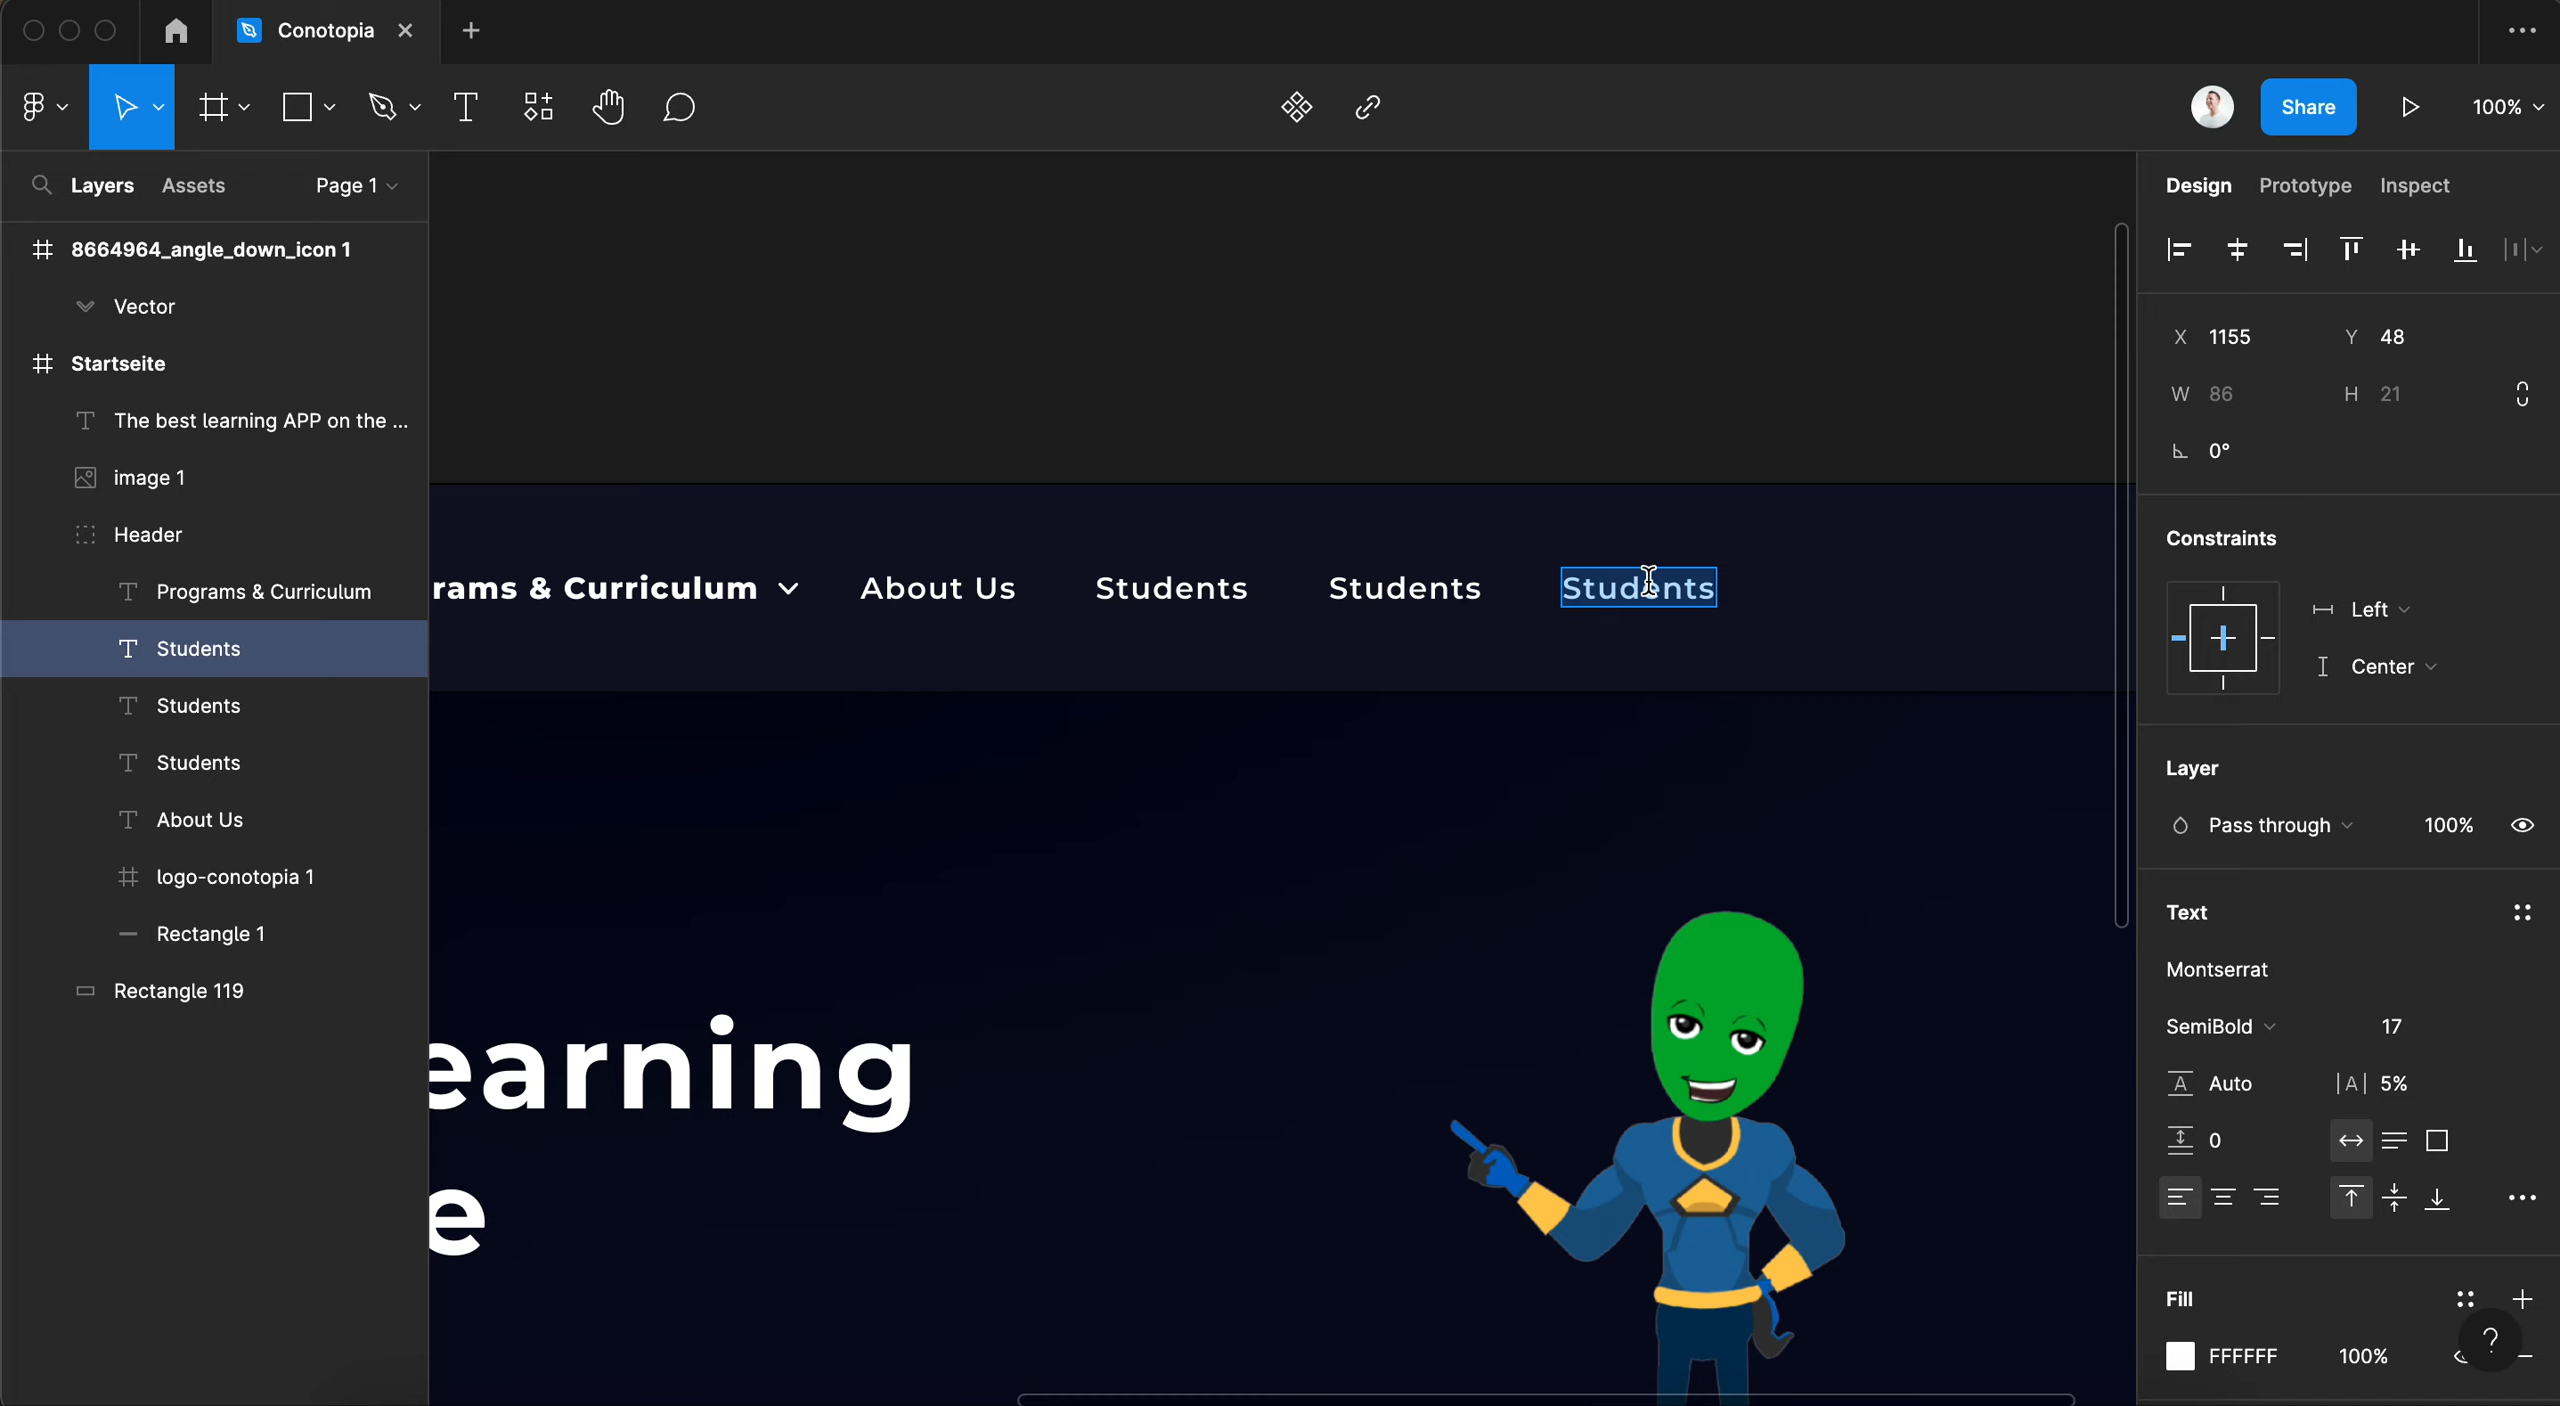 Conotopia
Share
100%
Layers
Assets
Page 1
Design
Prototype
Inspect
8664964_angle_down_icon 1
Vector
Startseite
The best learning APP on the ...
image 1
Header
Programs & Curriculum
Students
Students
Students
About Us
logo-conotopia 1
Rectangle 1
Rectangle 119
rams & Curriculum
About Us
Students
Students
Students
earning
e
X 1155
Y 48
W 86
H 21
0°
Constraints
Left
Center
Layer
Pass through
100%
Text
Montserrat
SemiBold
17
A Auto
|A| 5%
0
Fill
FFFFFF
100%
?